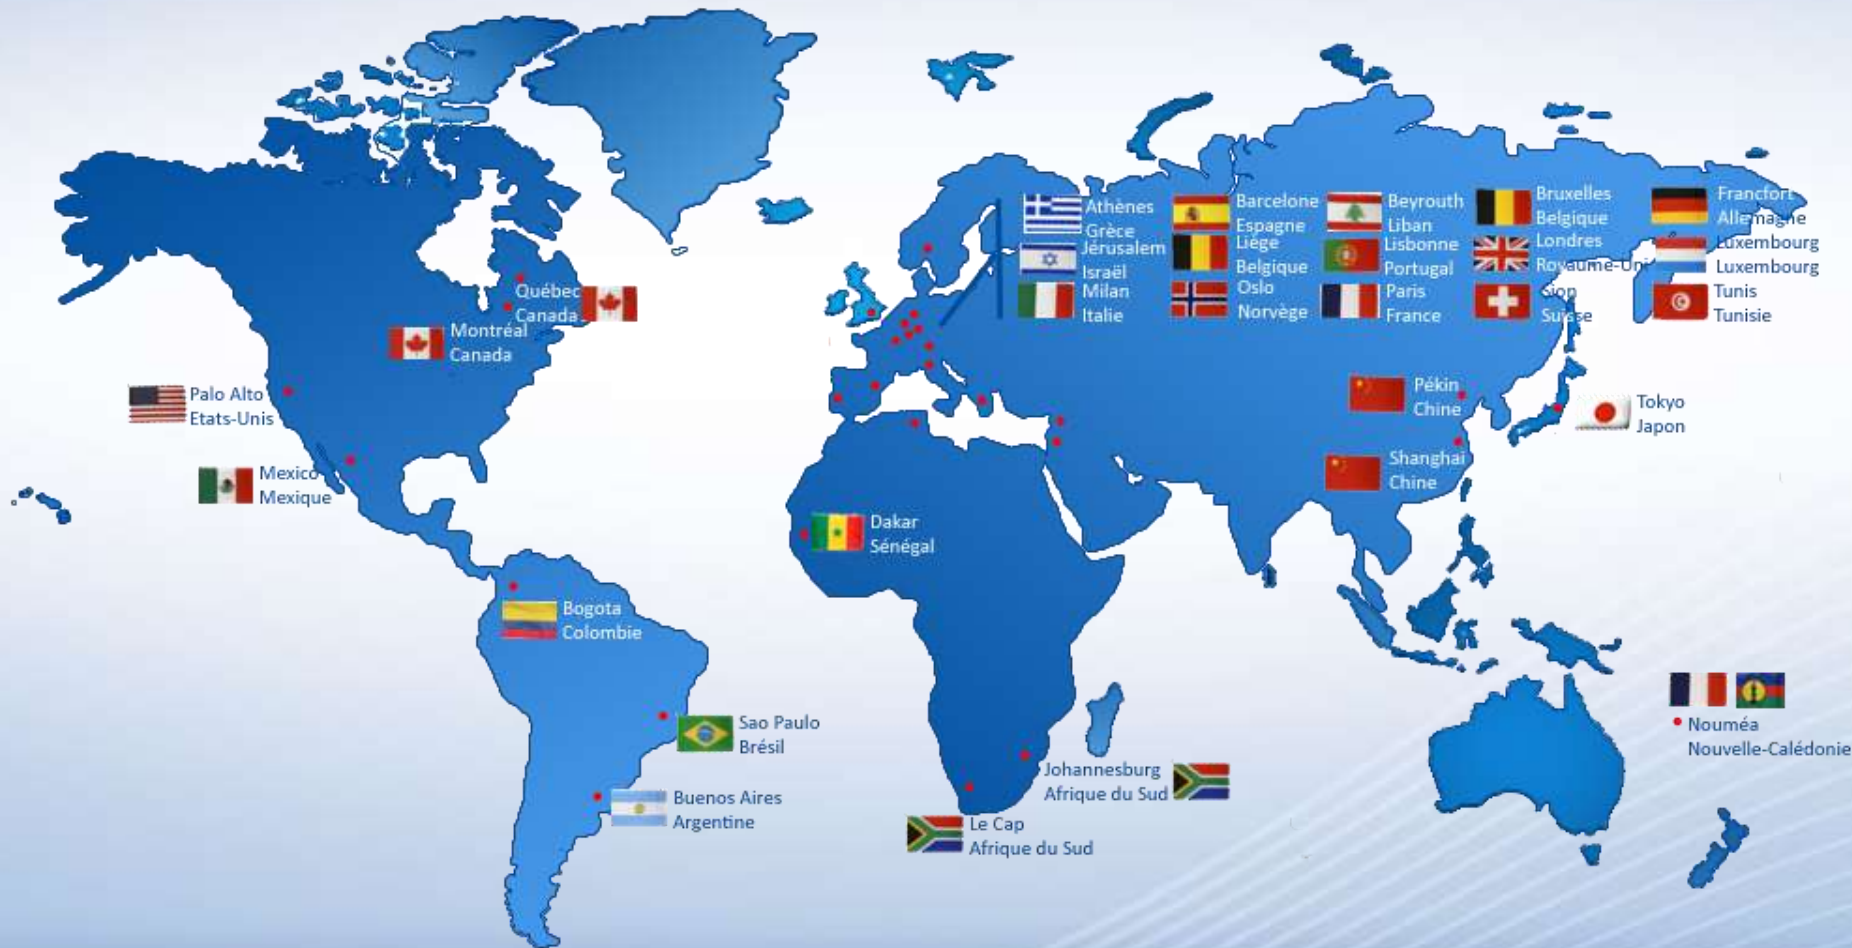 Athènes
Grèce
Barcelone
Espagne
Beyrouth
Liban
Bruxelles
Belgique
Francfort
Allemagne
Jérusalem
Israël
Liège
Belgique
Lisbonne
Portugal
Londres
Royaume-Uni
Luxembourg
Luxembourg
Milan
Italie
Oslo
Norvège
Paris
France
Sion
Suisse
Tunis
Tunisie
Québec
Canada
Montréal
Canada
Palo Alto
Etats-Unis
Mexico
Mexique
Pékin
Chine
Tokyo
Japon
Shanghai
Chine
Dakar
Sénégal
Bogota
Colombie
Sao Paulo
Brésil
Buenos Aires
Argentine
Johannesburg
Afrique du Sud
Le Cap
Afrique du Sud
Nouméa
Nouvelle-Calédonie